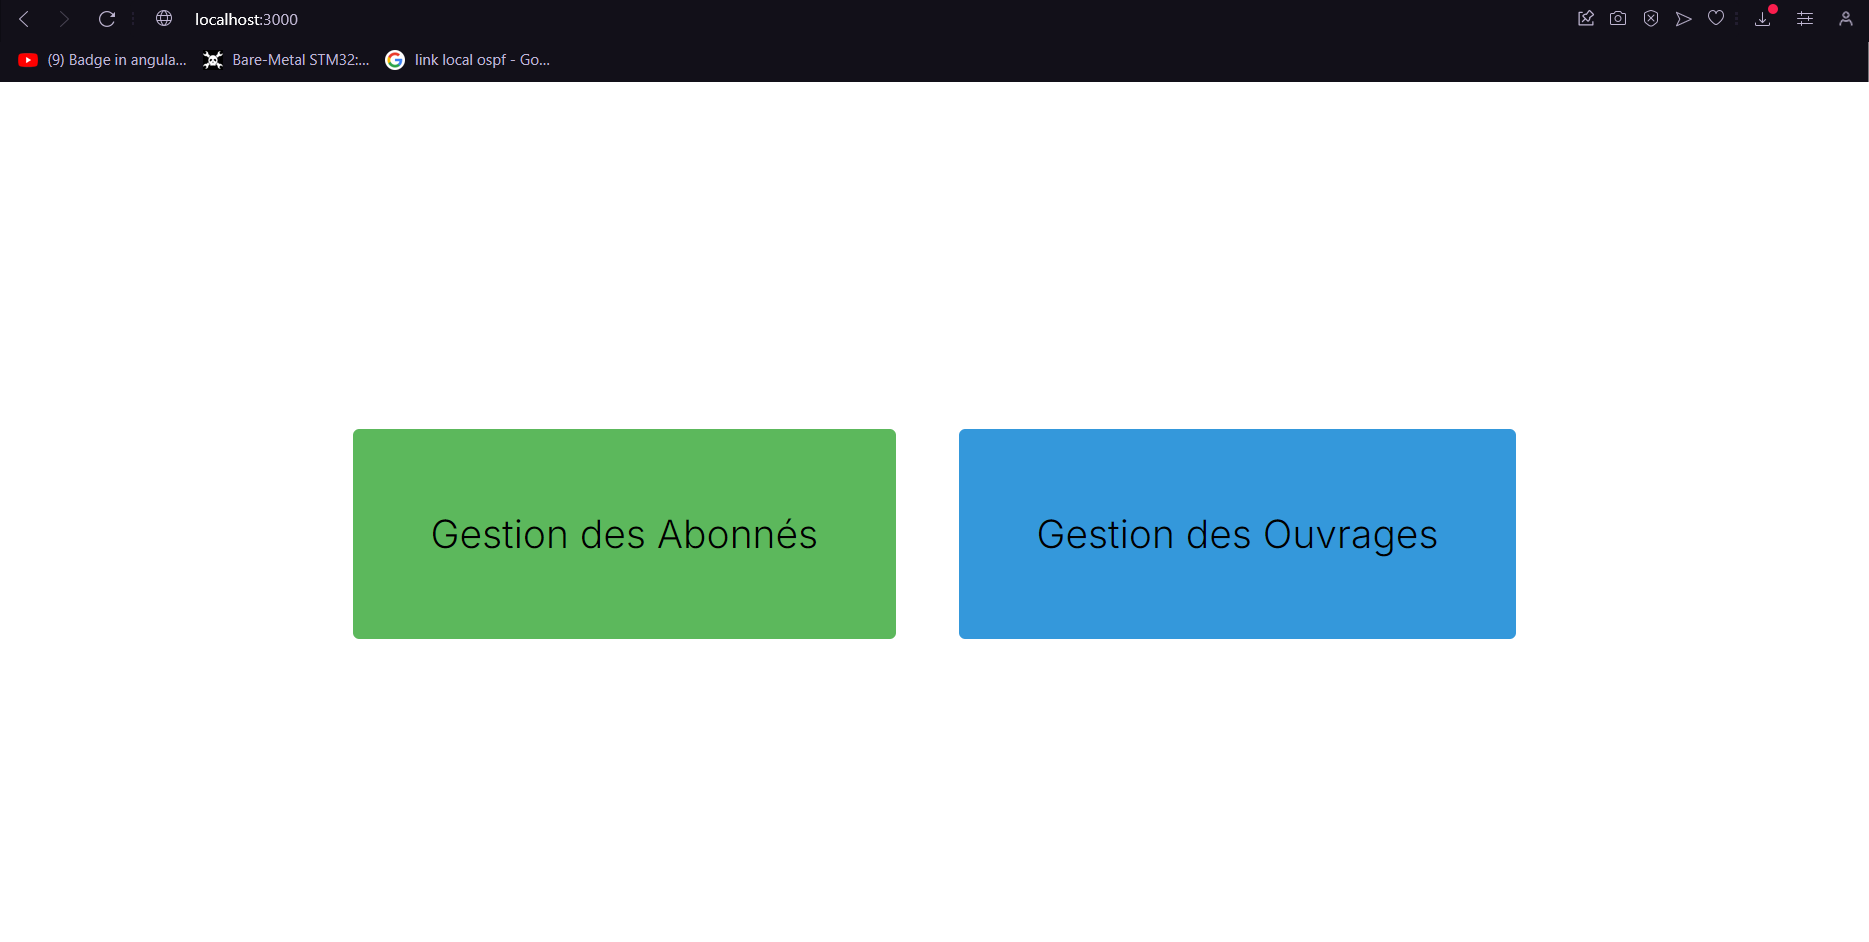 localhost:3000
(9) Badge in angula...
Bare-Metal STM32:...
link local ospf - Go...
Gestion des Abonnés
Gestion des Ouvrages